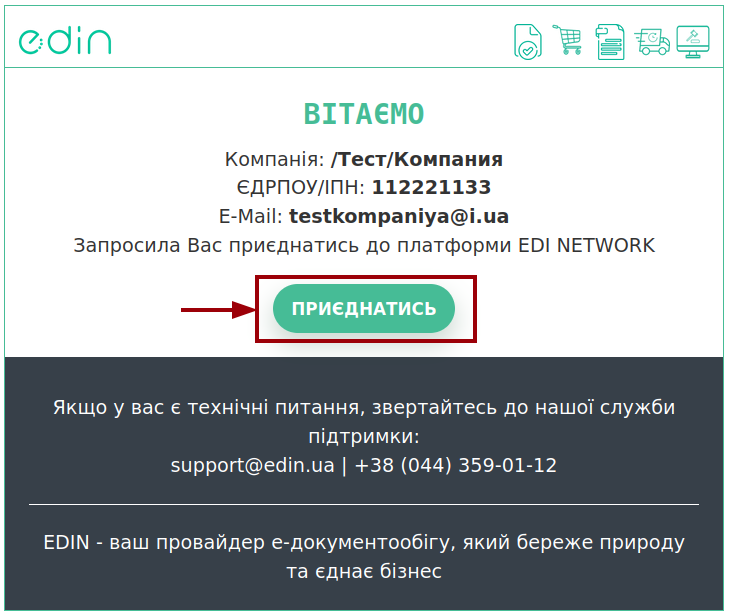 edin
ВІТАЄМО
Компанія: /Тест/Компания
ЄДРПОУ/ІПН: 112221133
E-Mail: testkompaniya@i.ua
Запросила Вас приєднатись до платформи EDI NETWORK
ПРИЄДНАТИСЬ
Якщо у вас є технічні питання, звертайтесь до нашої служби
підтримки:
support@edin.ua | +38 (044) 359-01-12
EDIN - ваш провайдер е-документообігу, який береже природу
та єднає бізнес